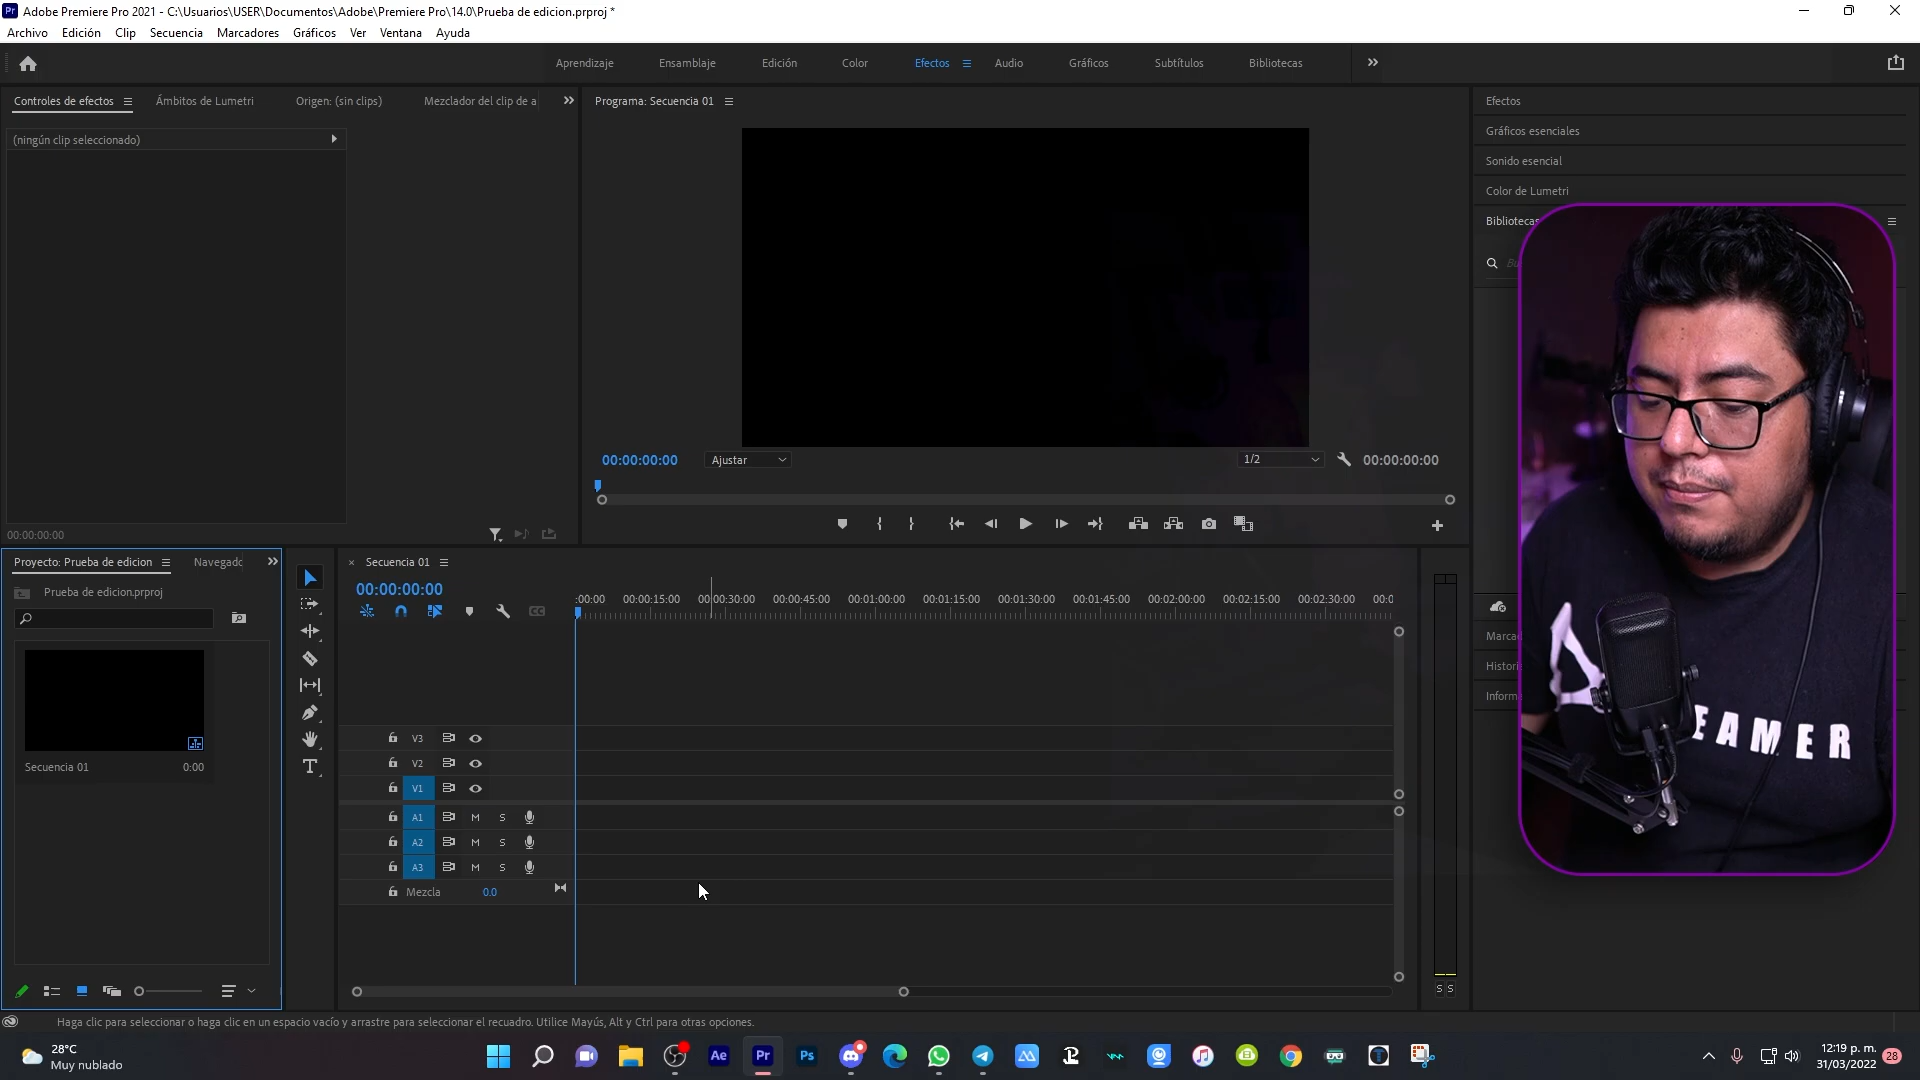 Adobe Premiere Pro 2021 - C:\Usuarios\USER\Documentos\Adobe\Premiere Pro\14.0\Prueba de edicion.prproj *
Archivo Edición Clip Secuencia Marcadores Gráficos Ver Ventana Ayuda
Aprendizaje Ensamblaje Edición Color Efectos Audio Gráficos Subtítulos Bibliotecas
Controles de efectos Ámbitos de Lumetri Origen: (sin clips) Mezclador del clip de a
Programa: Secuencia 01
Efectos
(ningún clip seleccionado)
Gráficos esenciales
Sonido esencial
Color de Lumetri
Bibliotecas
Bu
00:00:00:00 Ajustar 1/2 00:00:00:00
00:00:00:00
Proyecto: Prueba de edicion Navegadc
Secuencia 01
Prueba de edicion.prproj
00:00:00:00
:00:00 00:00:15:00 00:00:30:00 00:00:45:00 00:01:00:00 00:01:15:00 00:01:30:00 00:01:45:00 00:02:00:00 00:02:15:00 00:02:30:00 00:0
Marcad
Histori
Inform
EAMER
V3
V2
V1
A1 M S
A2 M S
A3 M S
Mezcla 0.0
Secuencia 01 0:00
S S
Haga clic para seleccionar o haga clic en un espacio vacío y arrastre para seleccionar el recuadro. Utilice Mayús, Alt y Ctrl para otras opciones.
28°C
Muy nublado
Ae Pr Ps
12:19 p. m.
31/03/2022
28